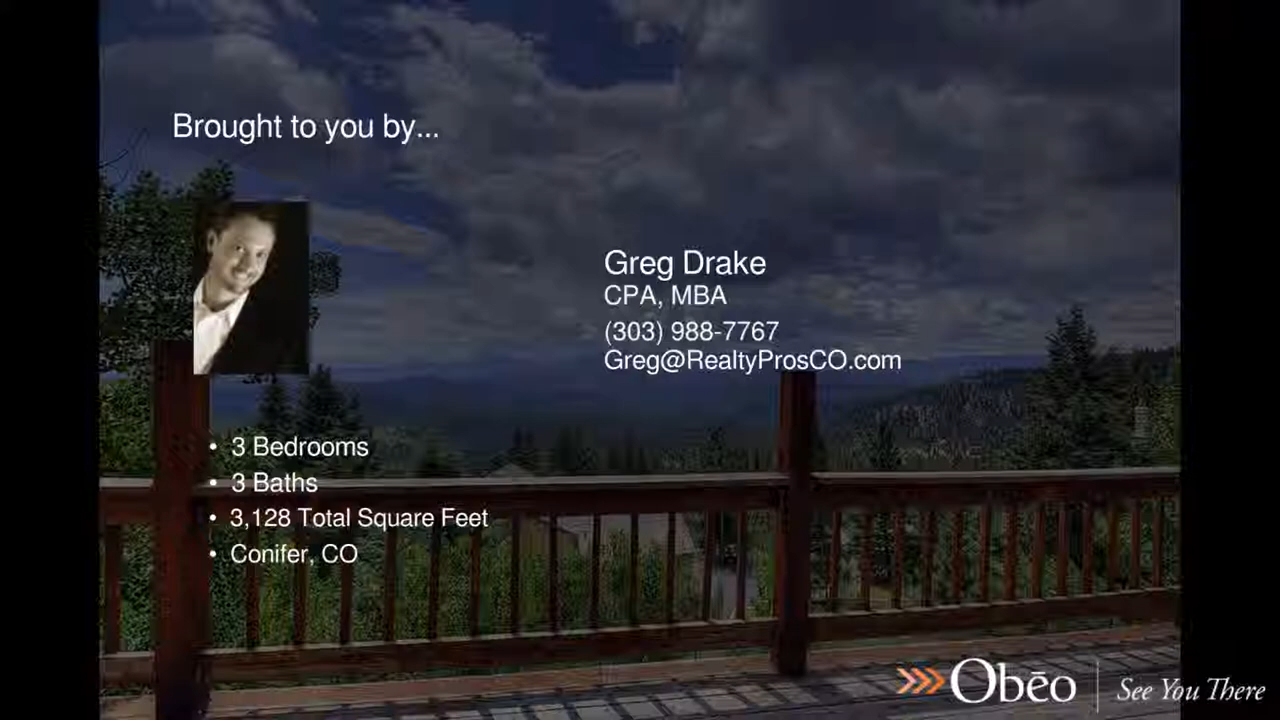 Brought to you by...
Greg Drake
CPA, MBA
(303) 988-7767
Greg@RealtyProsCO.com
• 3 Bedrooms
• 3 Baths
• 3,128 Total Square Feet
• Conifer, CO
Obēo | See You There